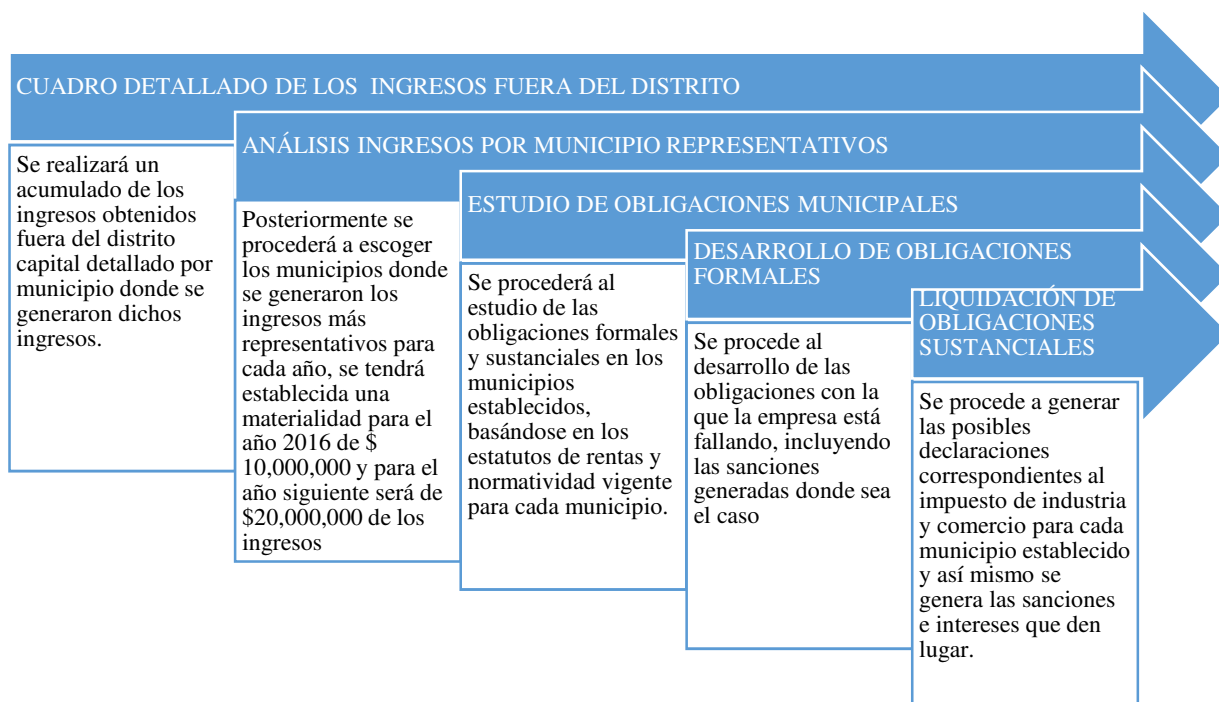 CUADRO DETALLADO DE LOS INGRESOS FUERA DEL DISTRITO
Se realizará un
acumulado de los
ingresos obtenidos
fuera del distrito
capital detallado por
municipio donde se
generaron dichos
ingresos.
ANÁLISIS INGRESOS POR MUNICIPIO REPRESENTATIVOS
Posteriormente se
procederá a escoger
los municipios donde
se generaron los
ingresos más
representativos para
cada año, se tendrá
establecida una
materialidad para el
año 2016 de $
10,000,000 y para el
año siguiente será de
$20,000,000 de los
ingresos
ESTUDIO DE OBLIGACIONES MUNICIPALES
Se procederá al
estudio de las
obligaciones formales
y sustanciales en los
municipios
establecidos,
basándose en los
estatutos de rentas y
normatividad vigente
para cada municipio.
DESARROLLO DE OBLIGACIONES
FORMALES
Se procede al
desarrollo de las
obligaciones con la
que la empresa está
fallando, incluyendo
las sanciones
generadas donde sea
el caso
LIQUIDACIÓN DE
OBLIGACIONES
SUSTANCIALES
Se procede a generar
las posibles
declaraciones
correspondientes al
impuesto de industria
y comercio para cada
municipio establecido
y así mismo se
genera las sanciones
e intereses que den
lugar.